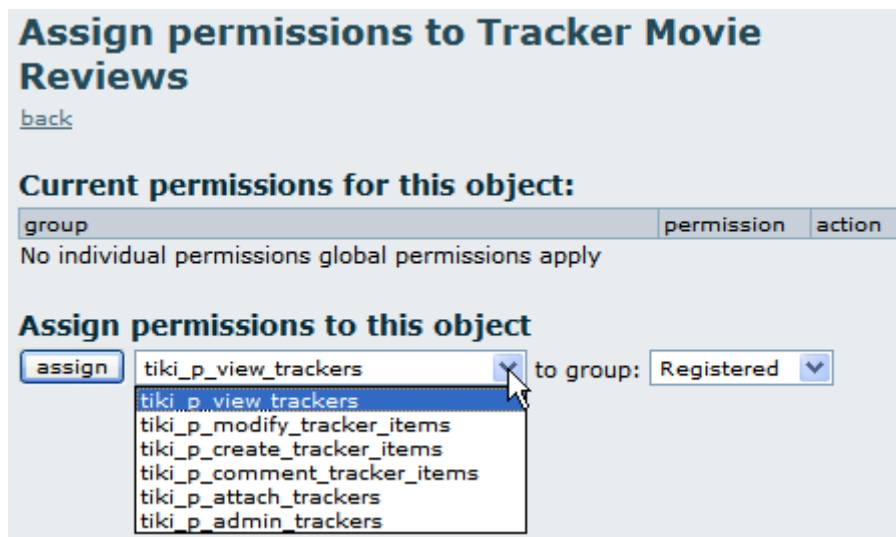 Assign permissions to Tracker Movie
Reviews
back
Current permissions for this object:
group permission action
No individual permissions global permissions apply
Assign permissions to this object
assign tiki_p_view_trackers to group: Registered
tiki_p_view_trackers
tiki_p_modify_tracker_items
tiki_p_create_tracker_items
tiki_p_comment_tracker_items
tiki_p_attach_trackers
tiki_p_admin_trackers